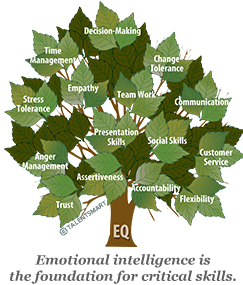 Decision-Making
Time
Management
Change
Tolerance
Empathy
Team Work
Stress
Tolerance
Communication
Presentation
Skills
Social Skills
Anger
Management
Customer
Service
Assertiveness
Accountability
Trust
Flexibility
© TALENTSMART
EQ
Emotional intelligence is
the foundation for critical skills.